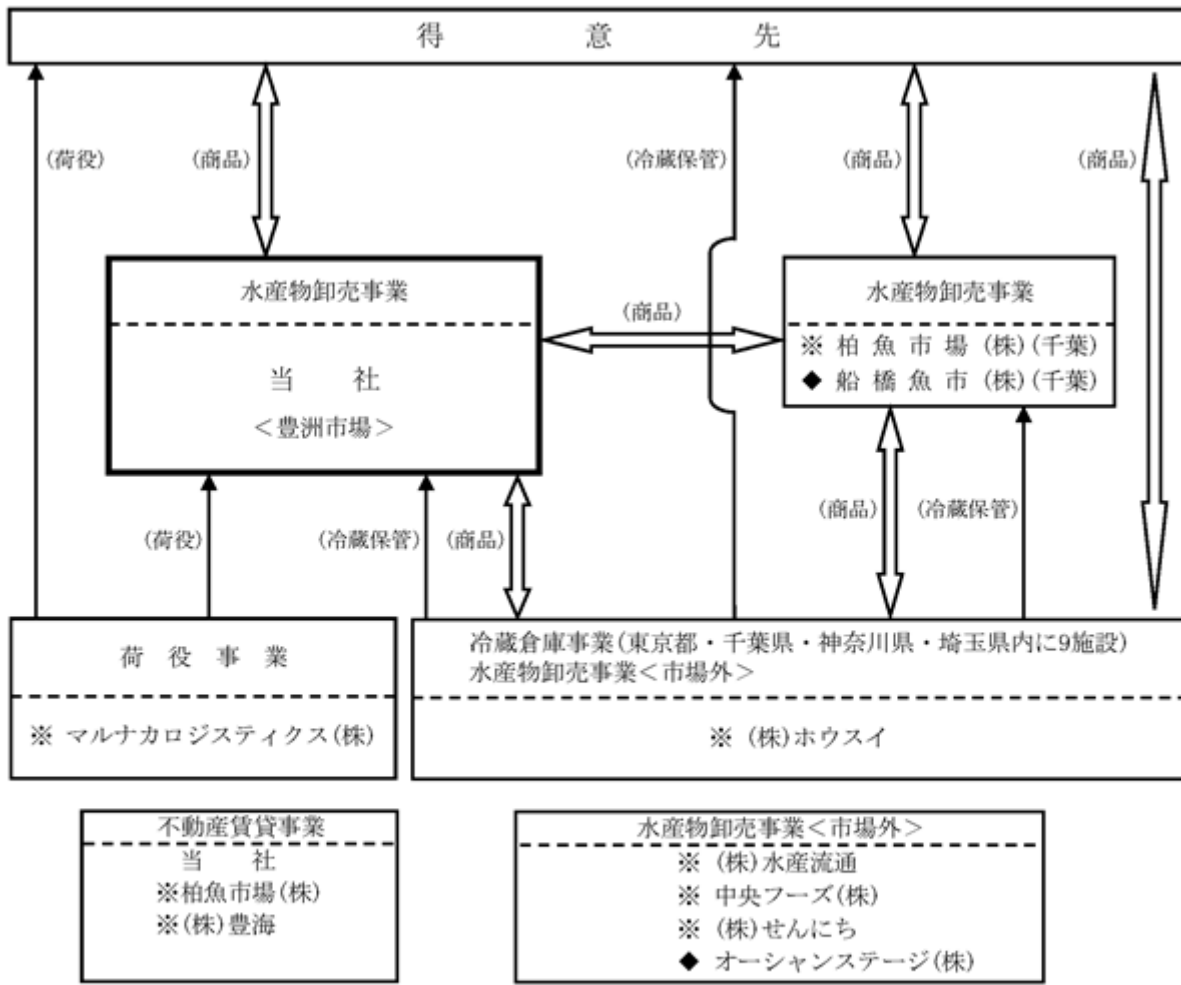 得意先
(荷役)
(商品)
(冷蔵保管)
(商品)
(商品)
水産物卸売事業
当社
＜豊洲市場＞
(商品)
水産物卸売事業
※ 柏魚市場(株)(千葉)
◆ 船橋魚市(株)(千葉)
(荷役)
(冷蔵保管)
(商品)
(商品)
(冷蔵保管)
荷役事業
※ マルナカロジスティクス(株)
冷蔵倉庫事業(東京都・千葉県・神奈川県・埼玉県内に9施設)
水産物卸売事業＜市場外＞
※ (株)ホウスイ
不動産賃貸事業
当社
※柏魚市場(株)
※(株)豊海
水産物卸売事業＜市場外＞
※ (株)水産流通
※ 中央フーズ(株)
※ (株)せんにち
◆ オーシャンステージ(株)